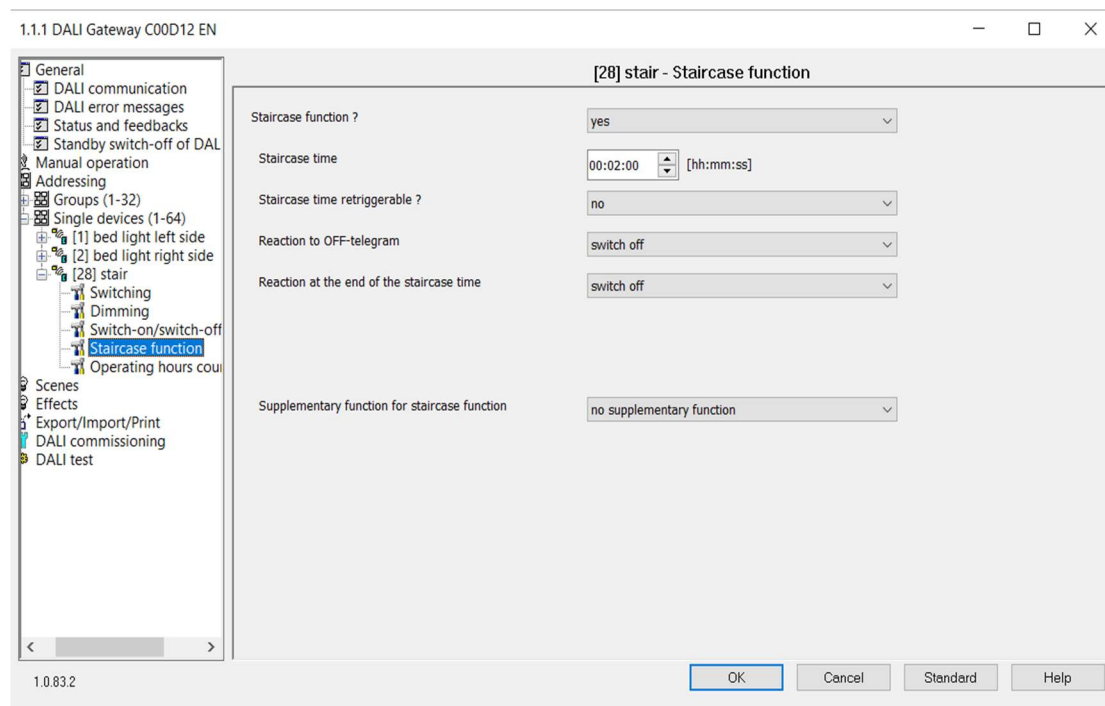 1.1.1 DALI Gateway C00D12 EN
General
DALI communication
DALI error messages
Status and feedbacks
Standby switch-off of DAL
Manual operation
Addressing
Groups (1-32)
Single devices (1-64)
[1] bed light left side
[2] bed light right side
[28] stair
Switching
Dimming
Switch-on/switch-off
Staircase function
Operating hours cou
Scenes
Effects
Export/Import/Print
DALI commissioning
DALI test
[28] stair - Staircase function
Staircase function ? yes
Staircase time 00:02:00 [hh:mm:ss]
Staircase time retriggerable ? no
Reaction to OFF-telegram switch off
Reaction at the end of the staircase time switch off
Supplementary function for staircase function no supplementary function
1.0.83.2 OK Cancel Standard Help